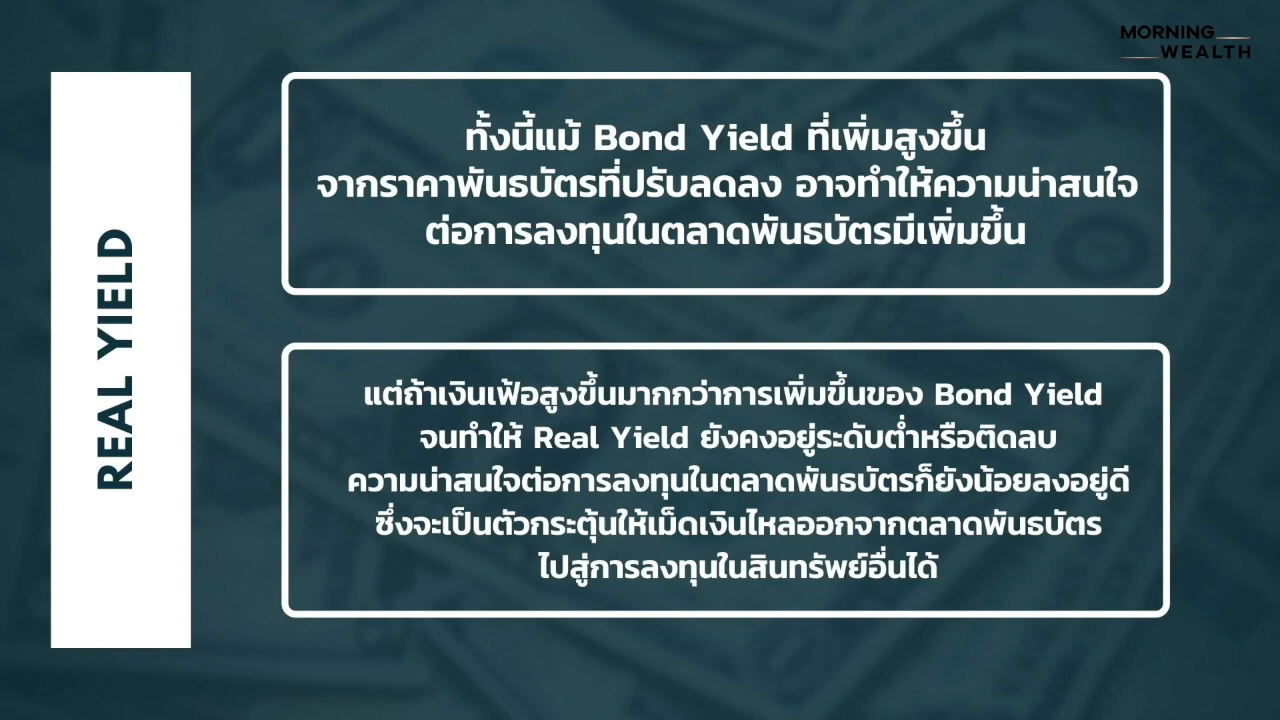 MORNING
WEALTH
REAL YIELD
ทั้งนี้แม้ Bond Yield ที่เพิ่มสูงขึ้น
จากราคาพันธบัตรที่ปรับลดลง อาจทำให้ความน่าสนใจ
ต่อการลงทุนในตลาดพันธบัตรมีเพิ่มขึ้น
แต่ถ้าเงินเฟ้อสูงขึ้นมากกว่าการเพิ่มขึ้นของ Bond Yield
จนทำให้ Real Yield ยังคงอยู่ระดับต่ำหรือติดลบ
ความน่าสนใจต่อการลงทุนในตลาดพันธบัตรก็ยังน้อยลงอยู่ดี
ซึ่งจะเป็นตัวกระตุ้นให้เม็ดเงินไหลออกจากตลาดพันธบัตร
ไปสู่การลงทุนในสินทรัพย์อื่นได้